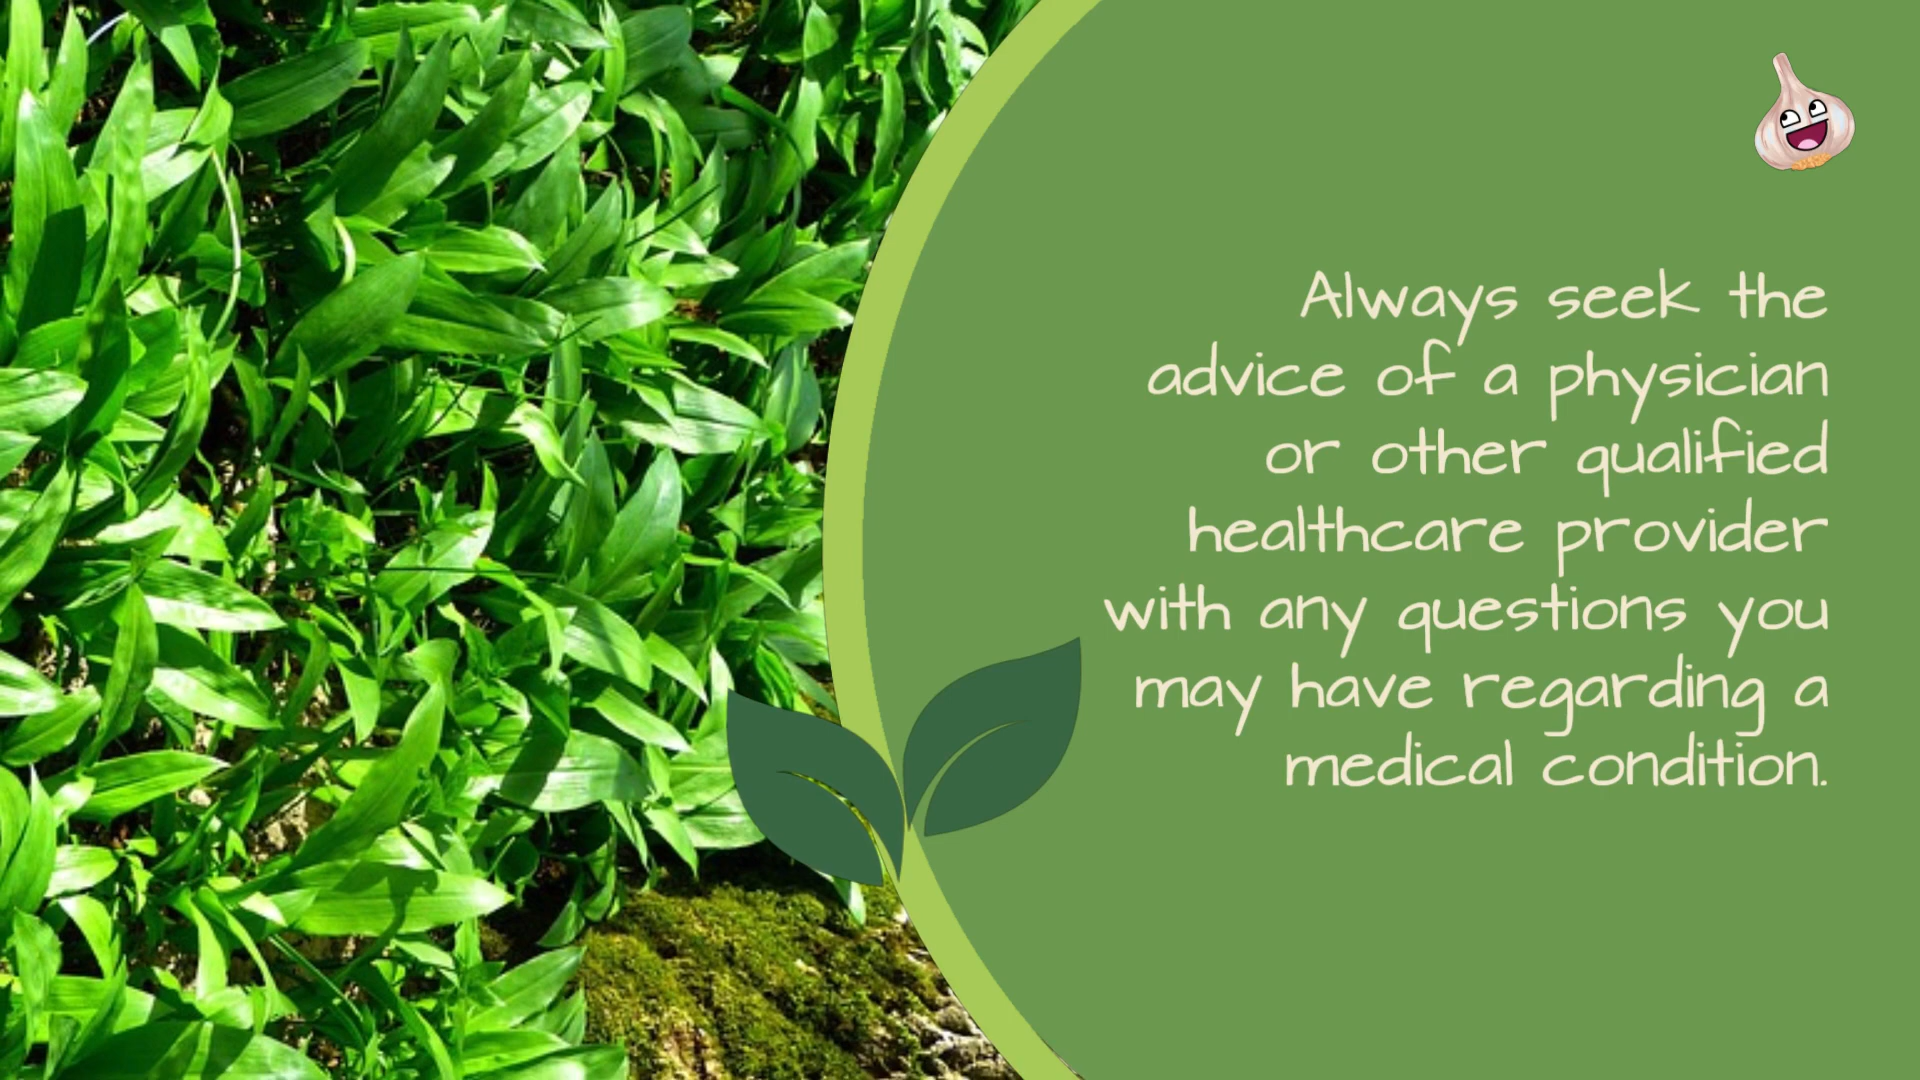 Always seek the
advice of a physician
or other qualified
healthcare provider
with any questions you
may have regarding a
medical condition.